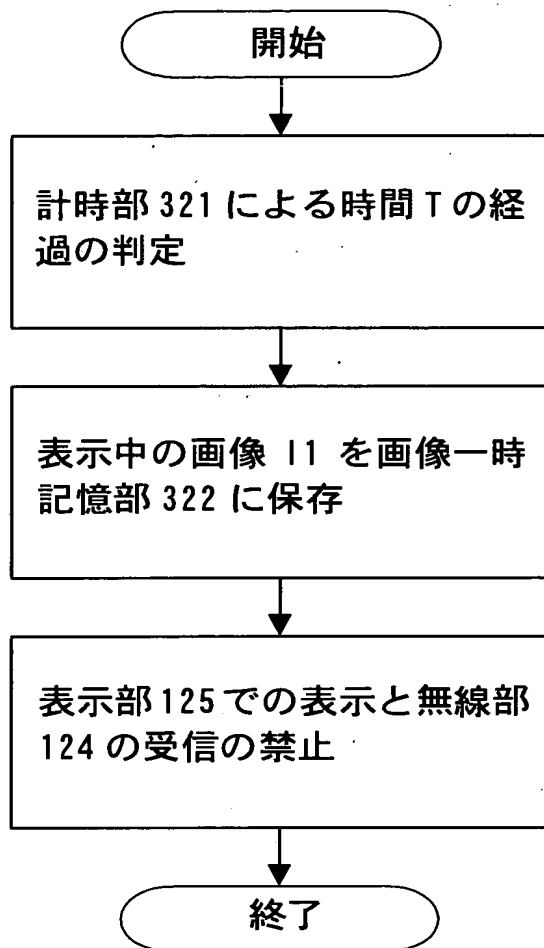 開始
計時部 321 による時間 T の経
過の判定
表示中の画像 I1 を画像一時
記憶部 322 に保存
表示部 125 での表示と無線部
124 の受信の禁止
終了